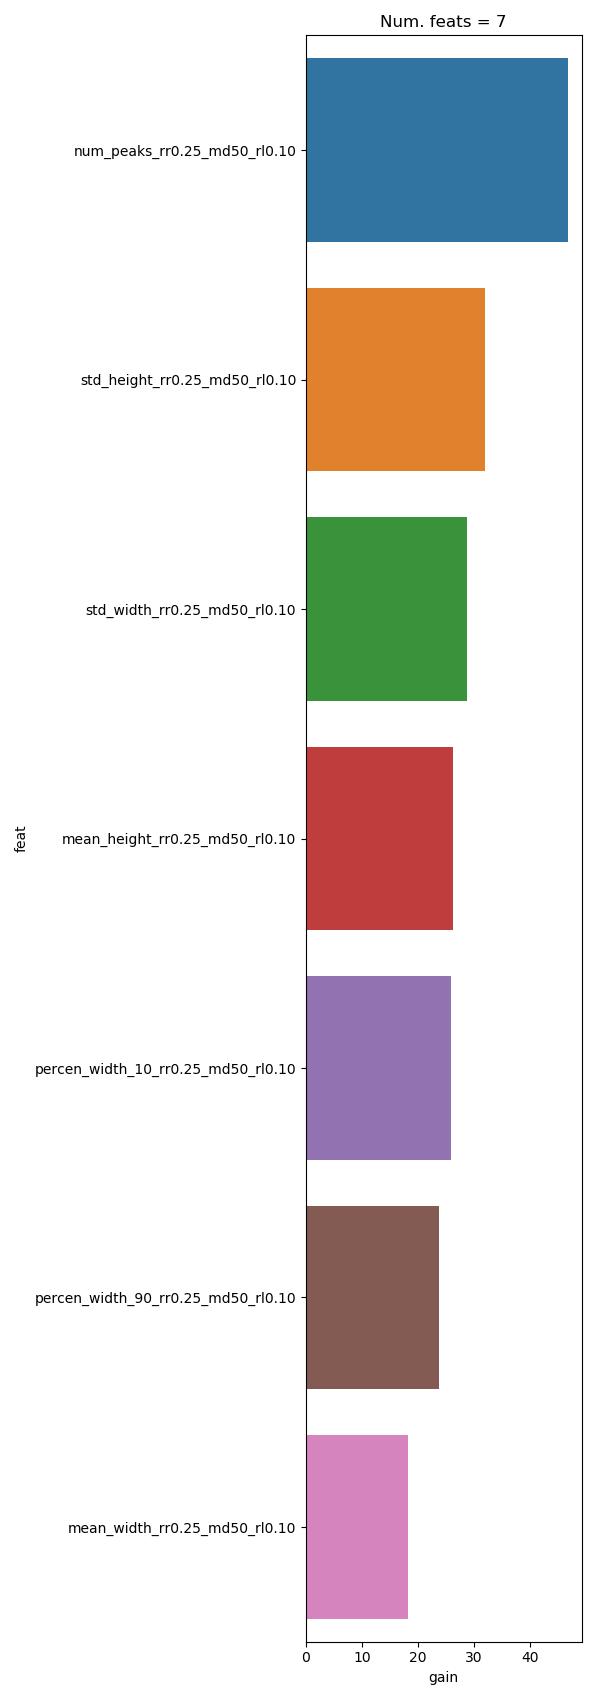 Num. feats = 7
num_peaks_rr0.25_md50_rl0.10
std_height_rr0.25_md50_rl0.10
std_width_rr0.25_md50_rl0.10
mean_height_rr0.25_md50_rl0.10
feat
percen_width_10_rr0.25_md50_rl0.10
percen_width_90_rr0.25_md50_rl0.10
mean_width_rr0.25_md50_rl0.10
0 10 20 30 40
gain